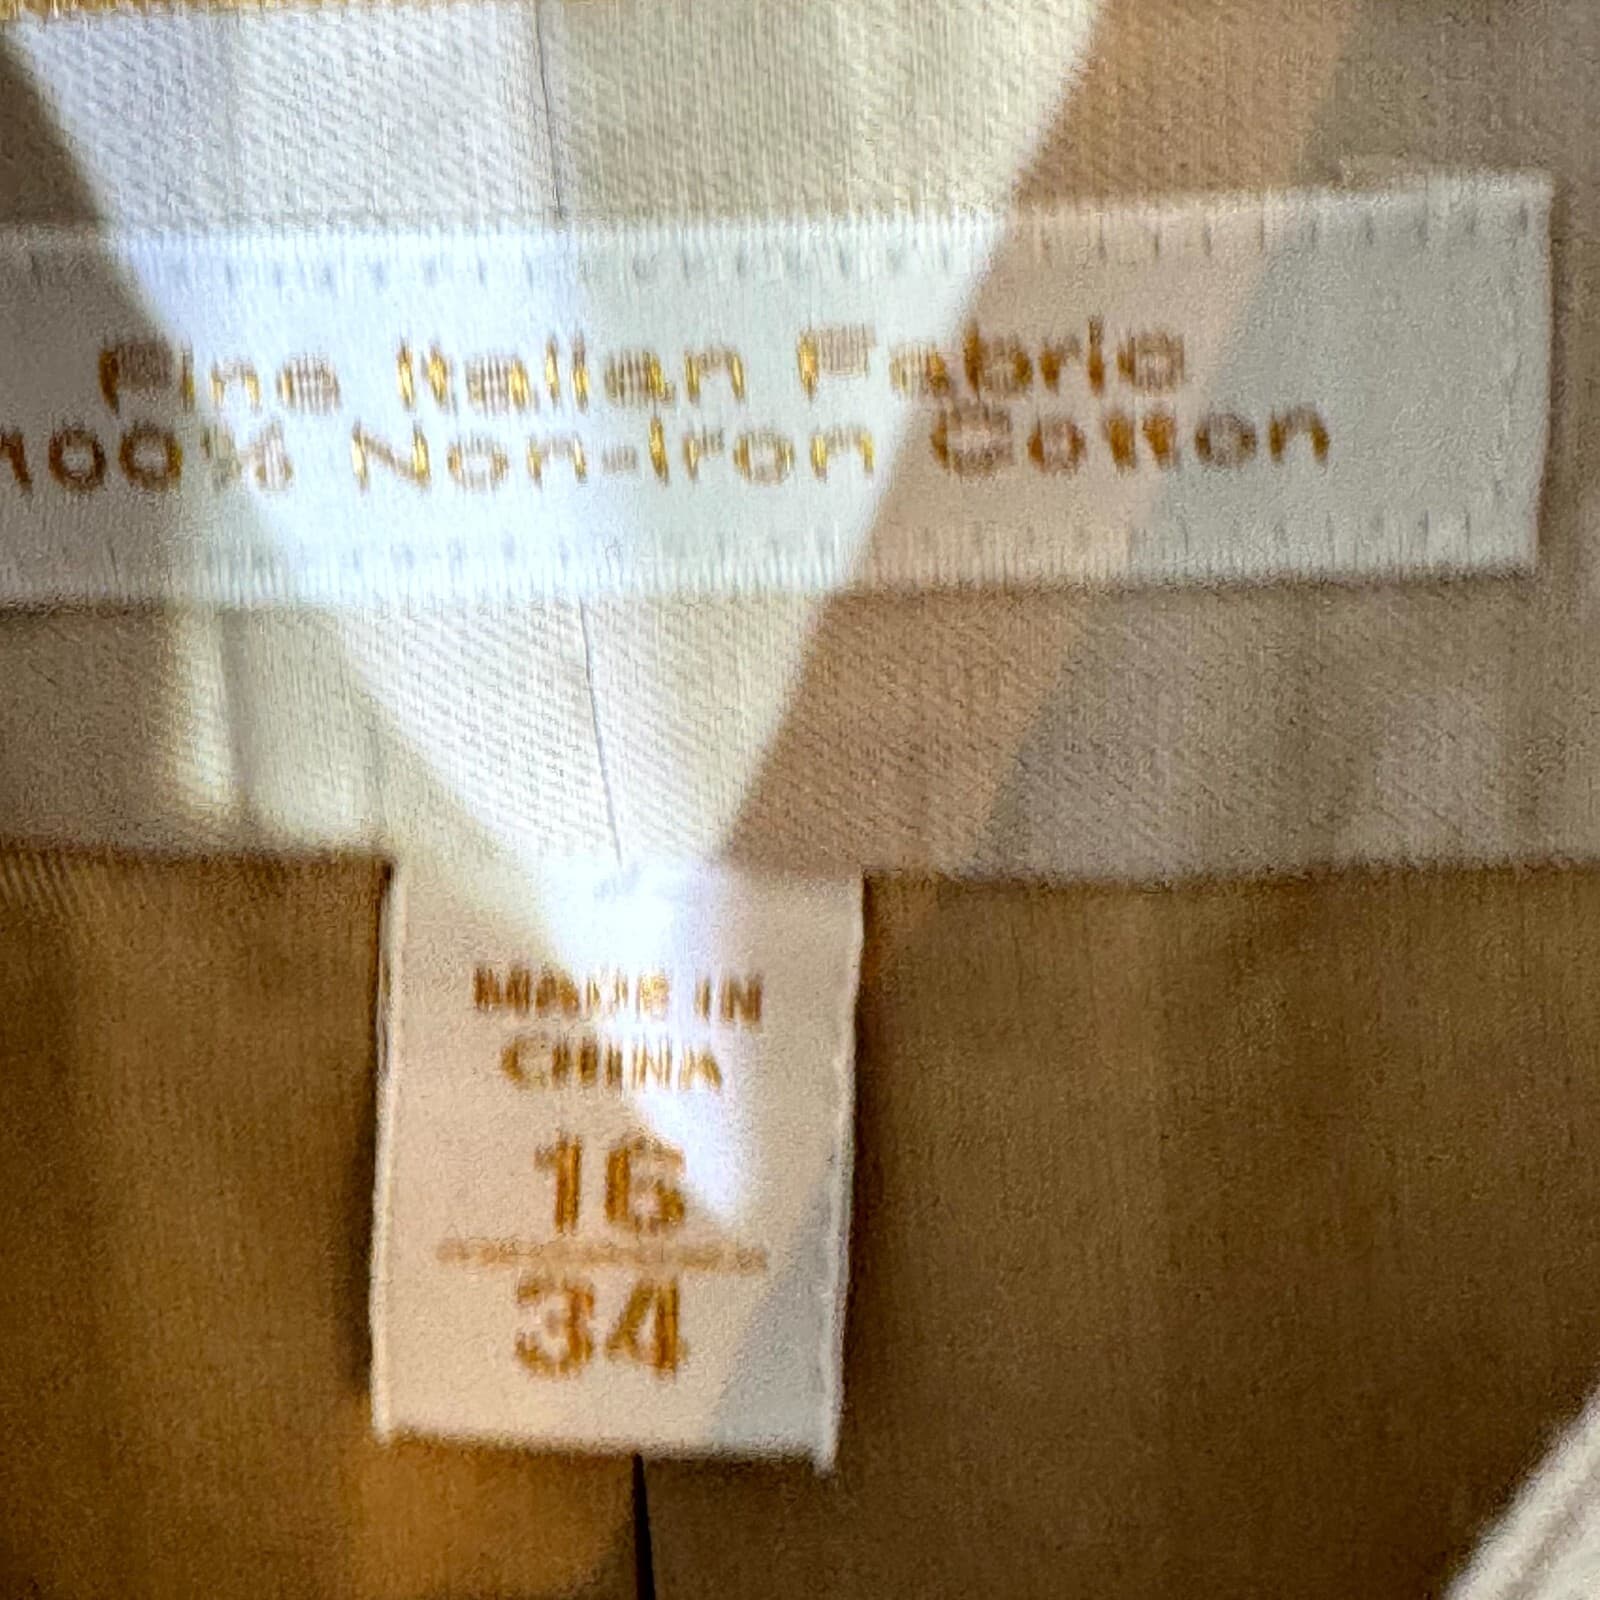 Fine Italian Fabric
100% Non-Iron Cotton
MADE IN
CHINA
16
34